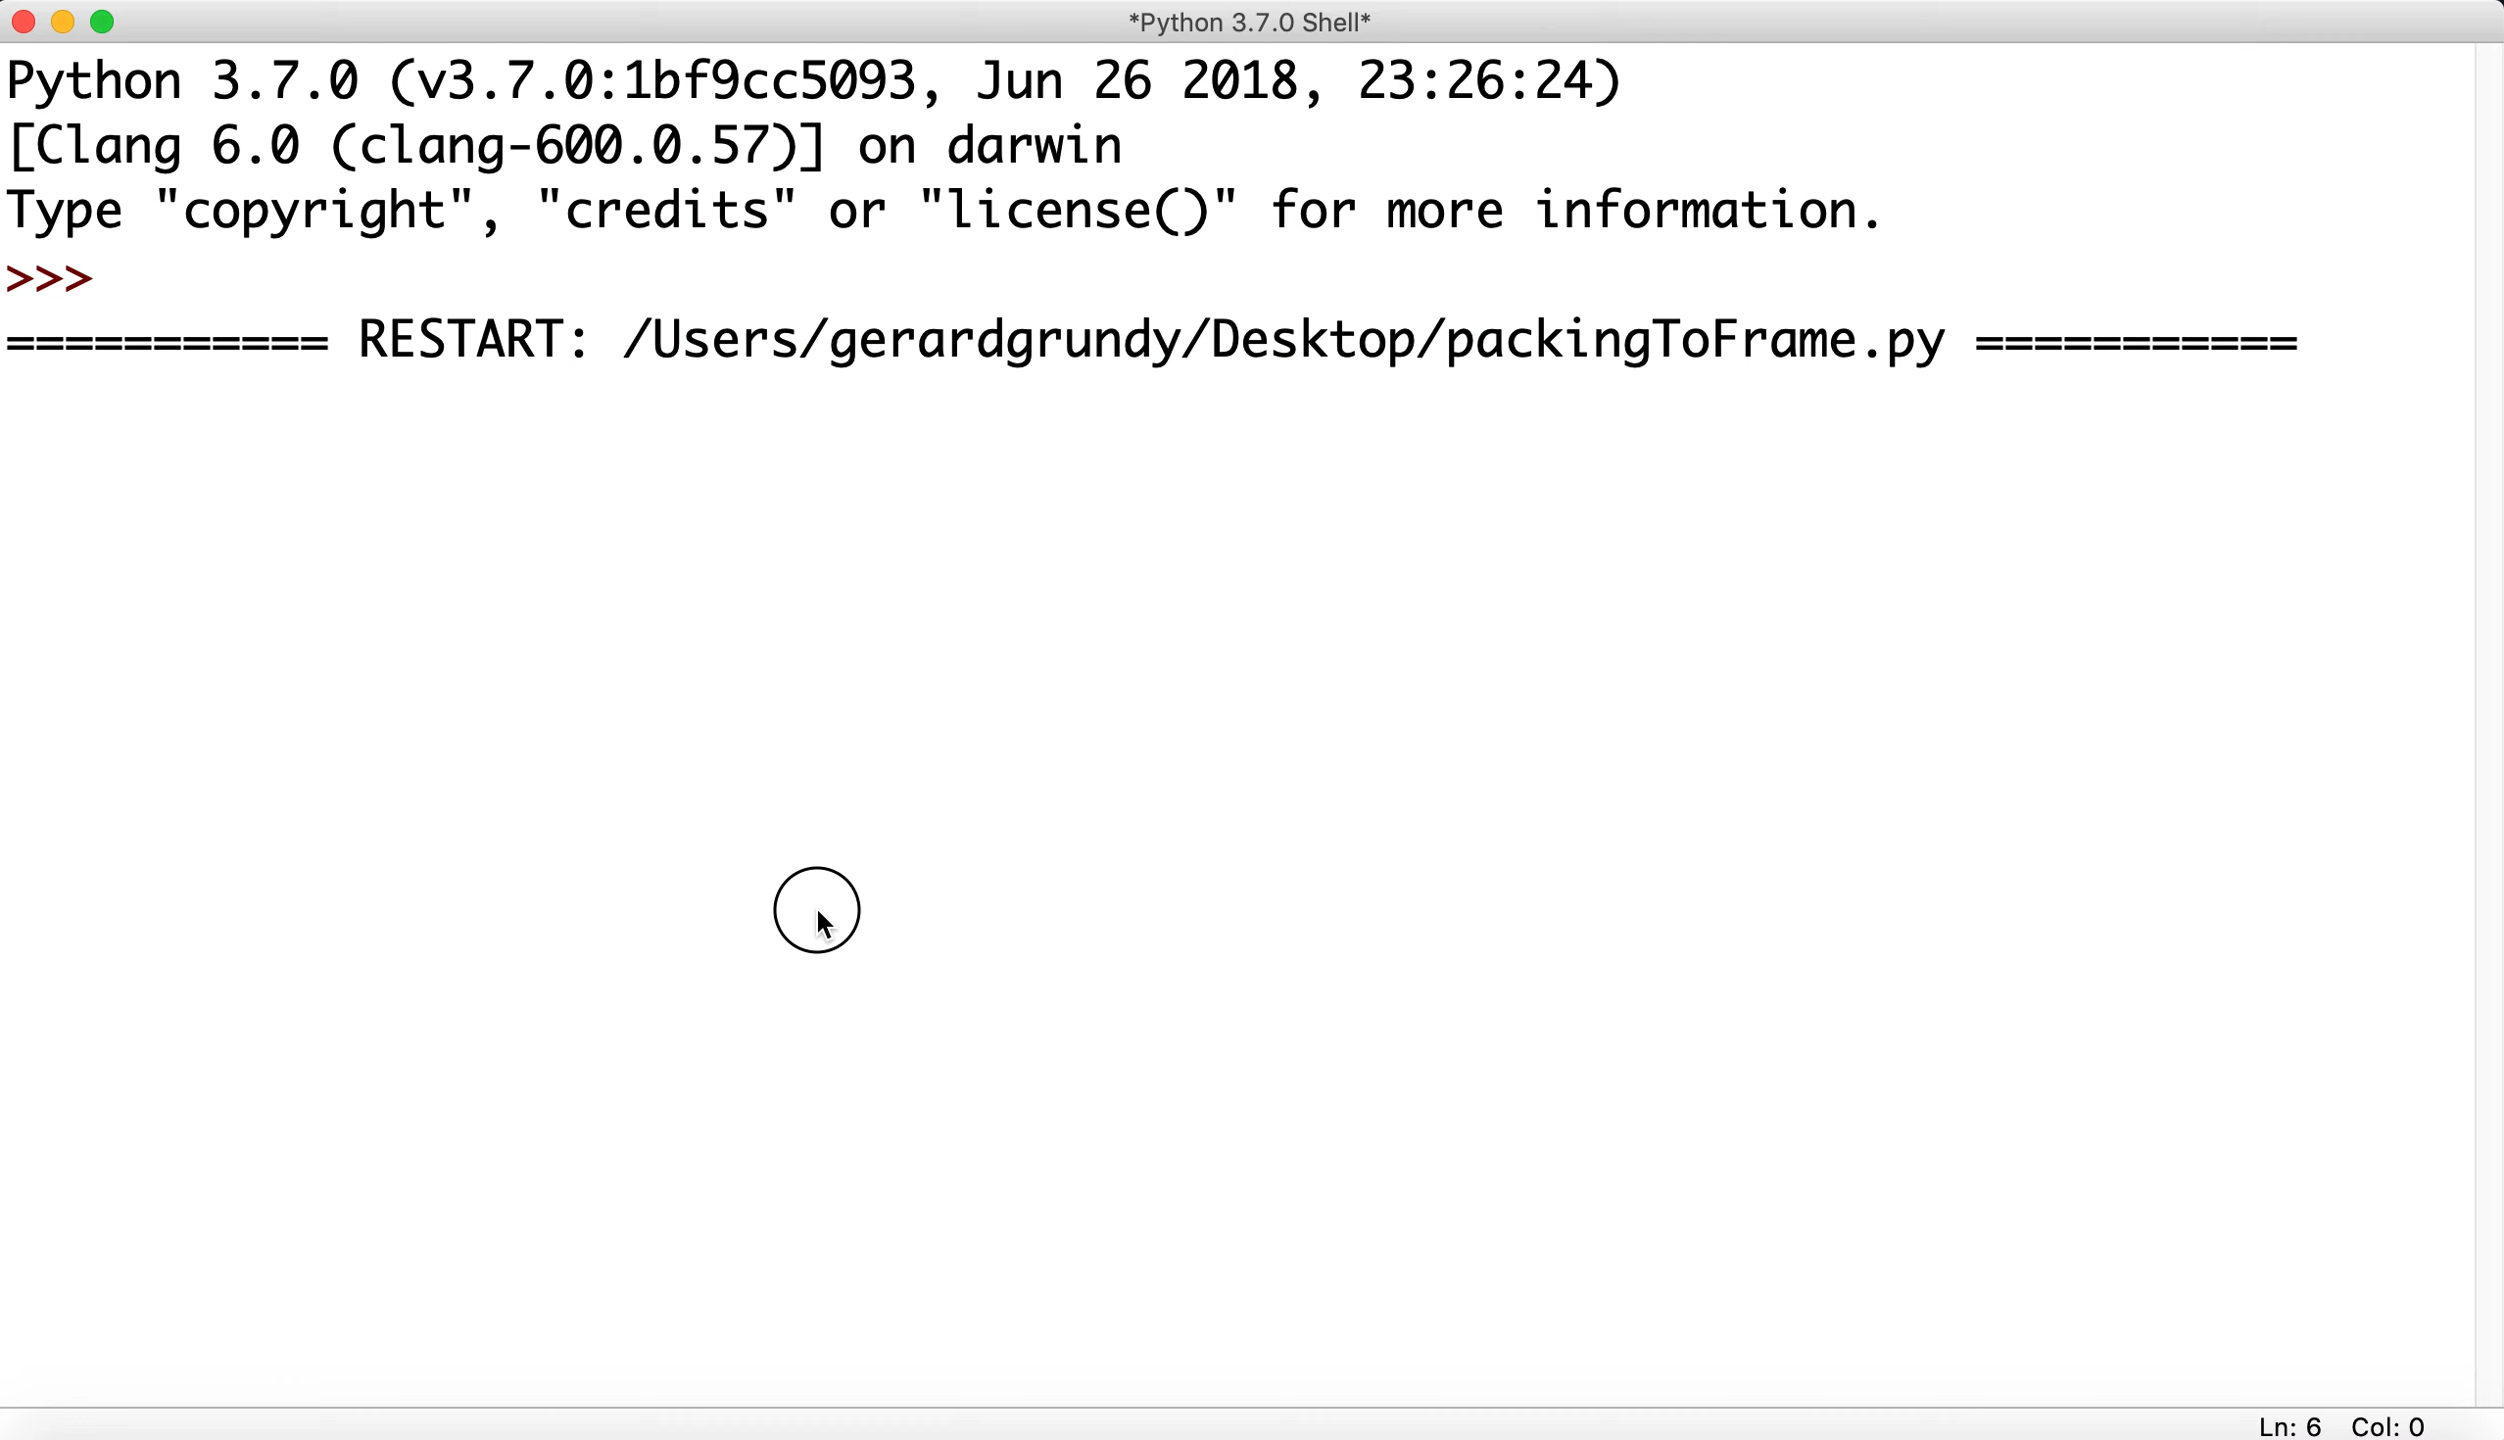 *Python 3.7.0 Shell*
Python 3.7.0 (v3.7.0:1bf9cc5093, Jun 26 2018, 23:26:24)
[Clang 6.0 (clang-600.0.57)] on darwin
Type "copyright", "credits" or "license()" for more information.
>>>
=========== RESTART: /Users/gerardgrundy/Desktop/packingToFrame.py ===========
Ln: 6 Col: 0